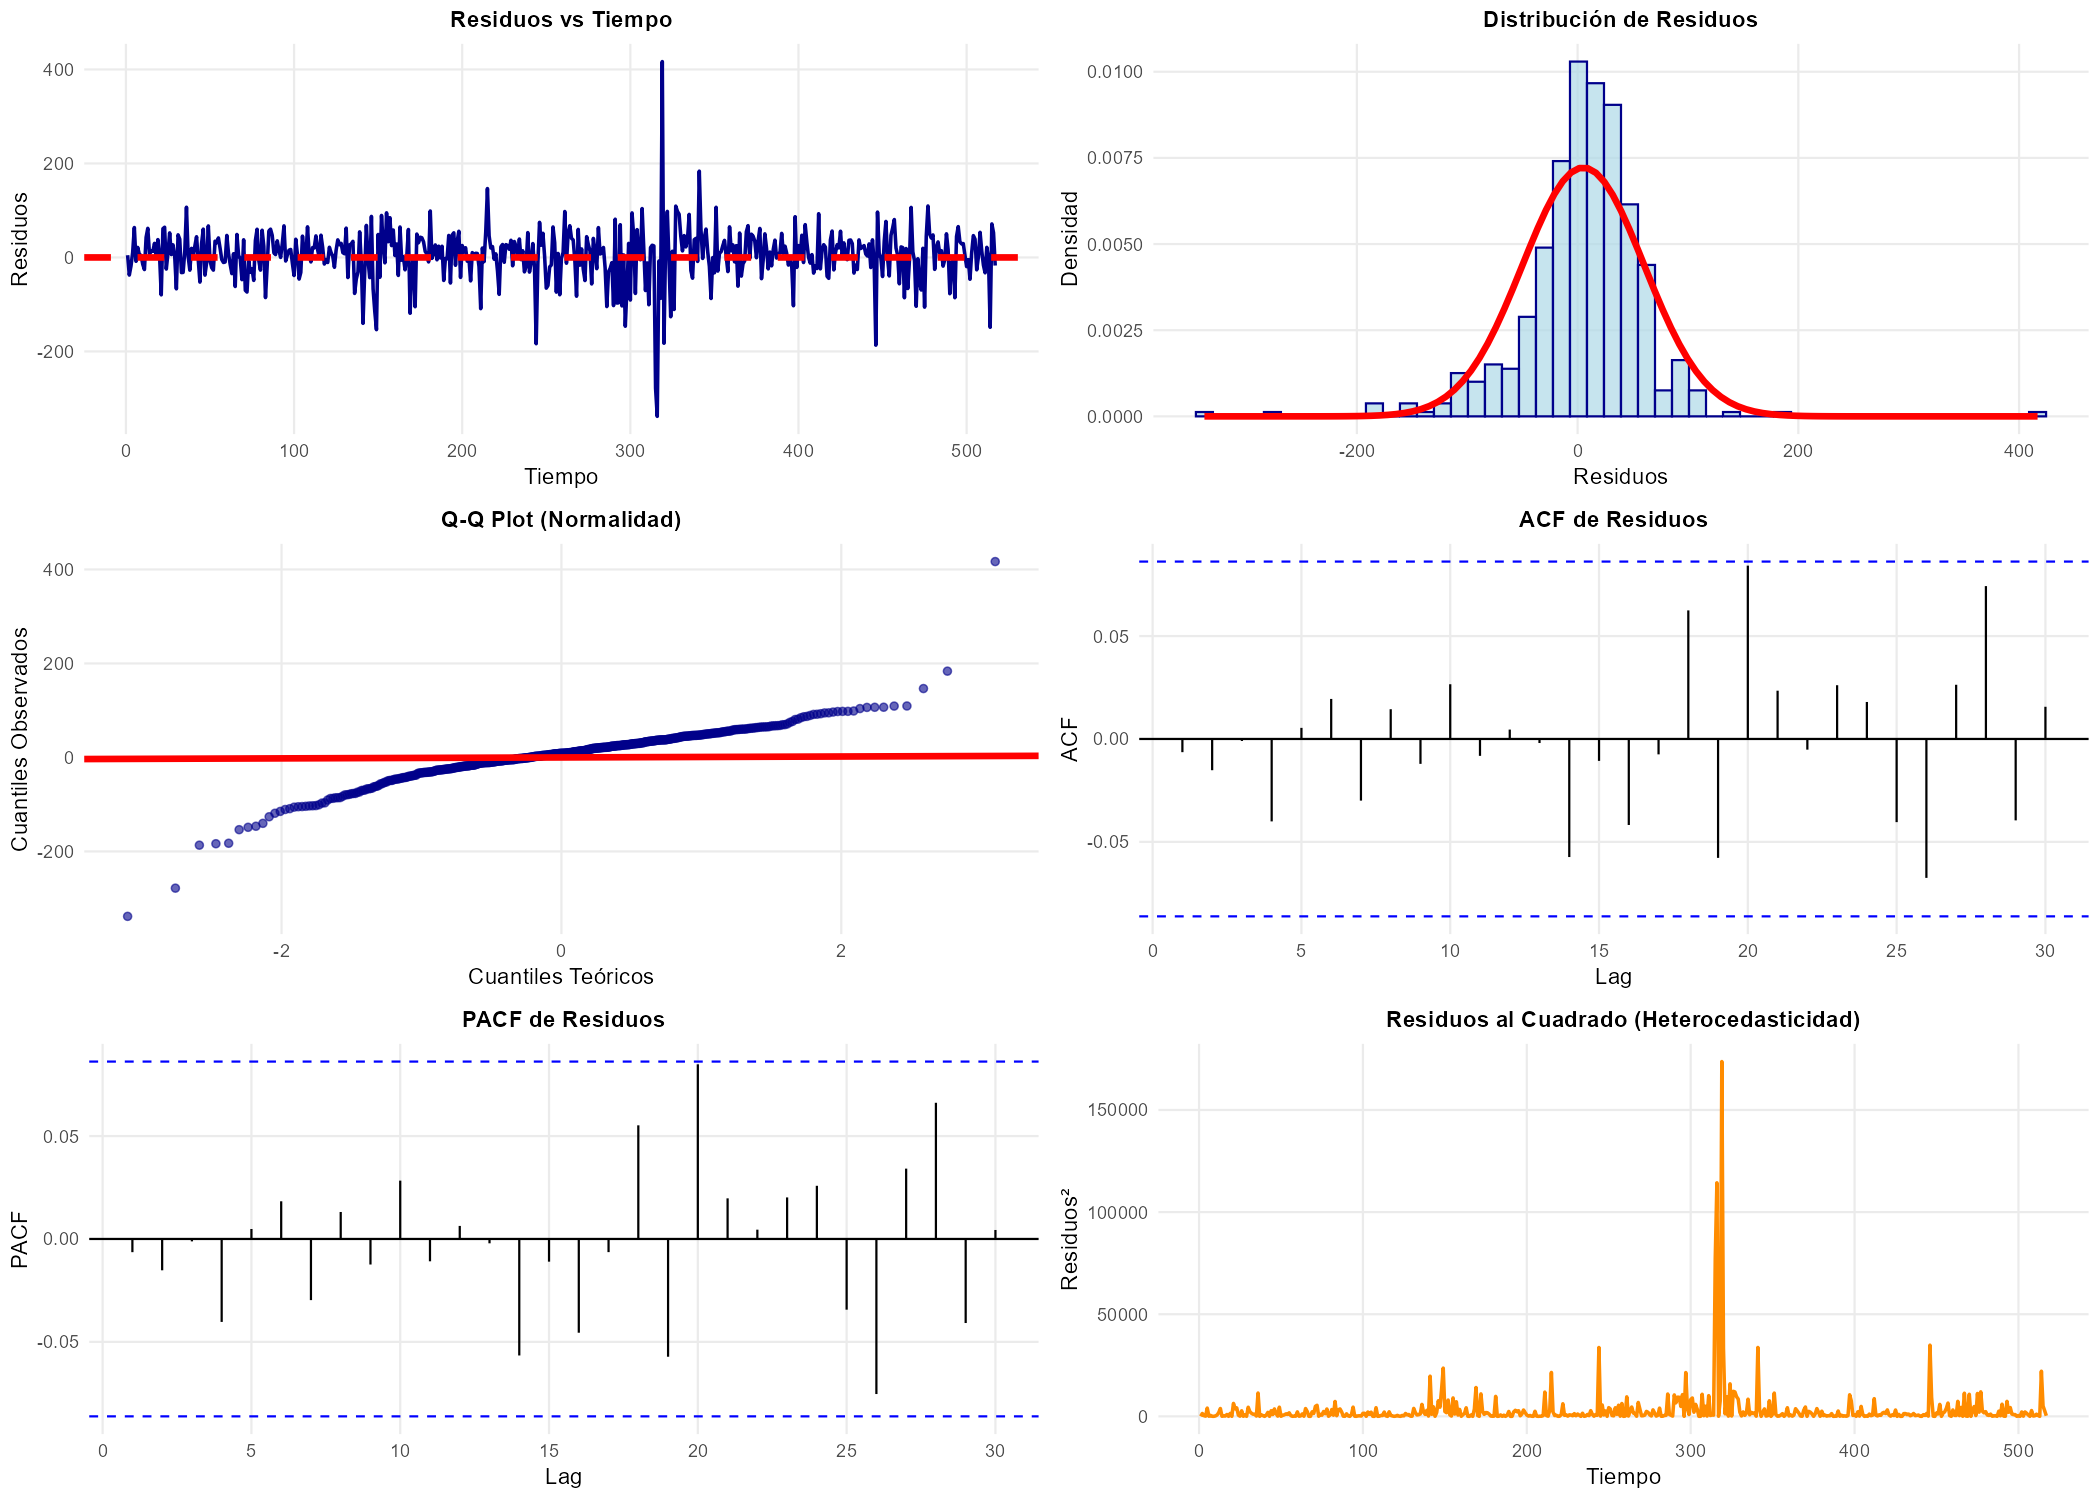 Residuos vs Tiempo
Residuos
400
200
0
-200
0 100 200 300 400 500
Tiempo
Distribución de Residuos
Densidad
0.0100
0.0075
0.0050
0.0025
0.0000
-200 0 200 400
Residuos
Q-Q Plot (Normalidad)
Cuantiles Observados
400
200
0
-200
-2 0 2
Cuantiles Teóricos
ACF de Residuos
ACF
0.05
0.00
-0.05
0 5 10 15 20 25 30
Lag
PACF de Residuos
PACF
0.05
0.00
-0.05
0 5 10 15 20 25 30
Lag
Residuos al Cuadrado (Heterocedasticidad)
Residuos²
150000
100000
50000
0
0 100 200 300 400 500
Tiempo